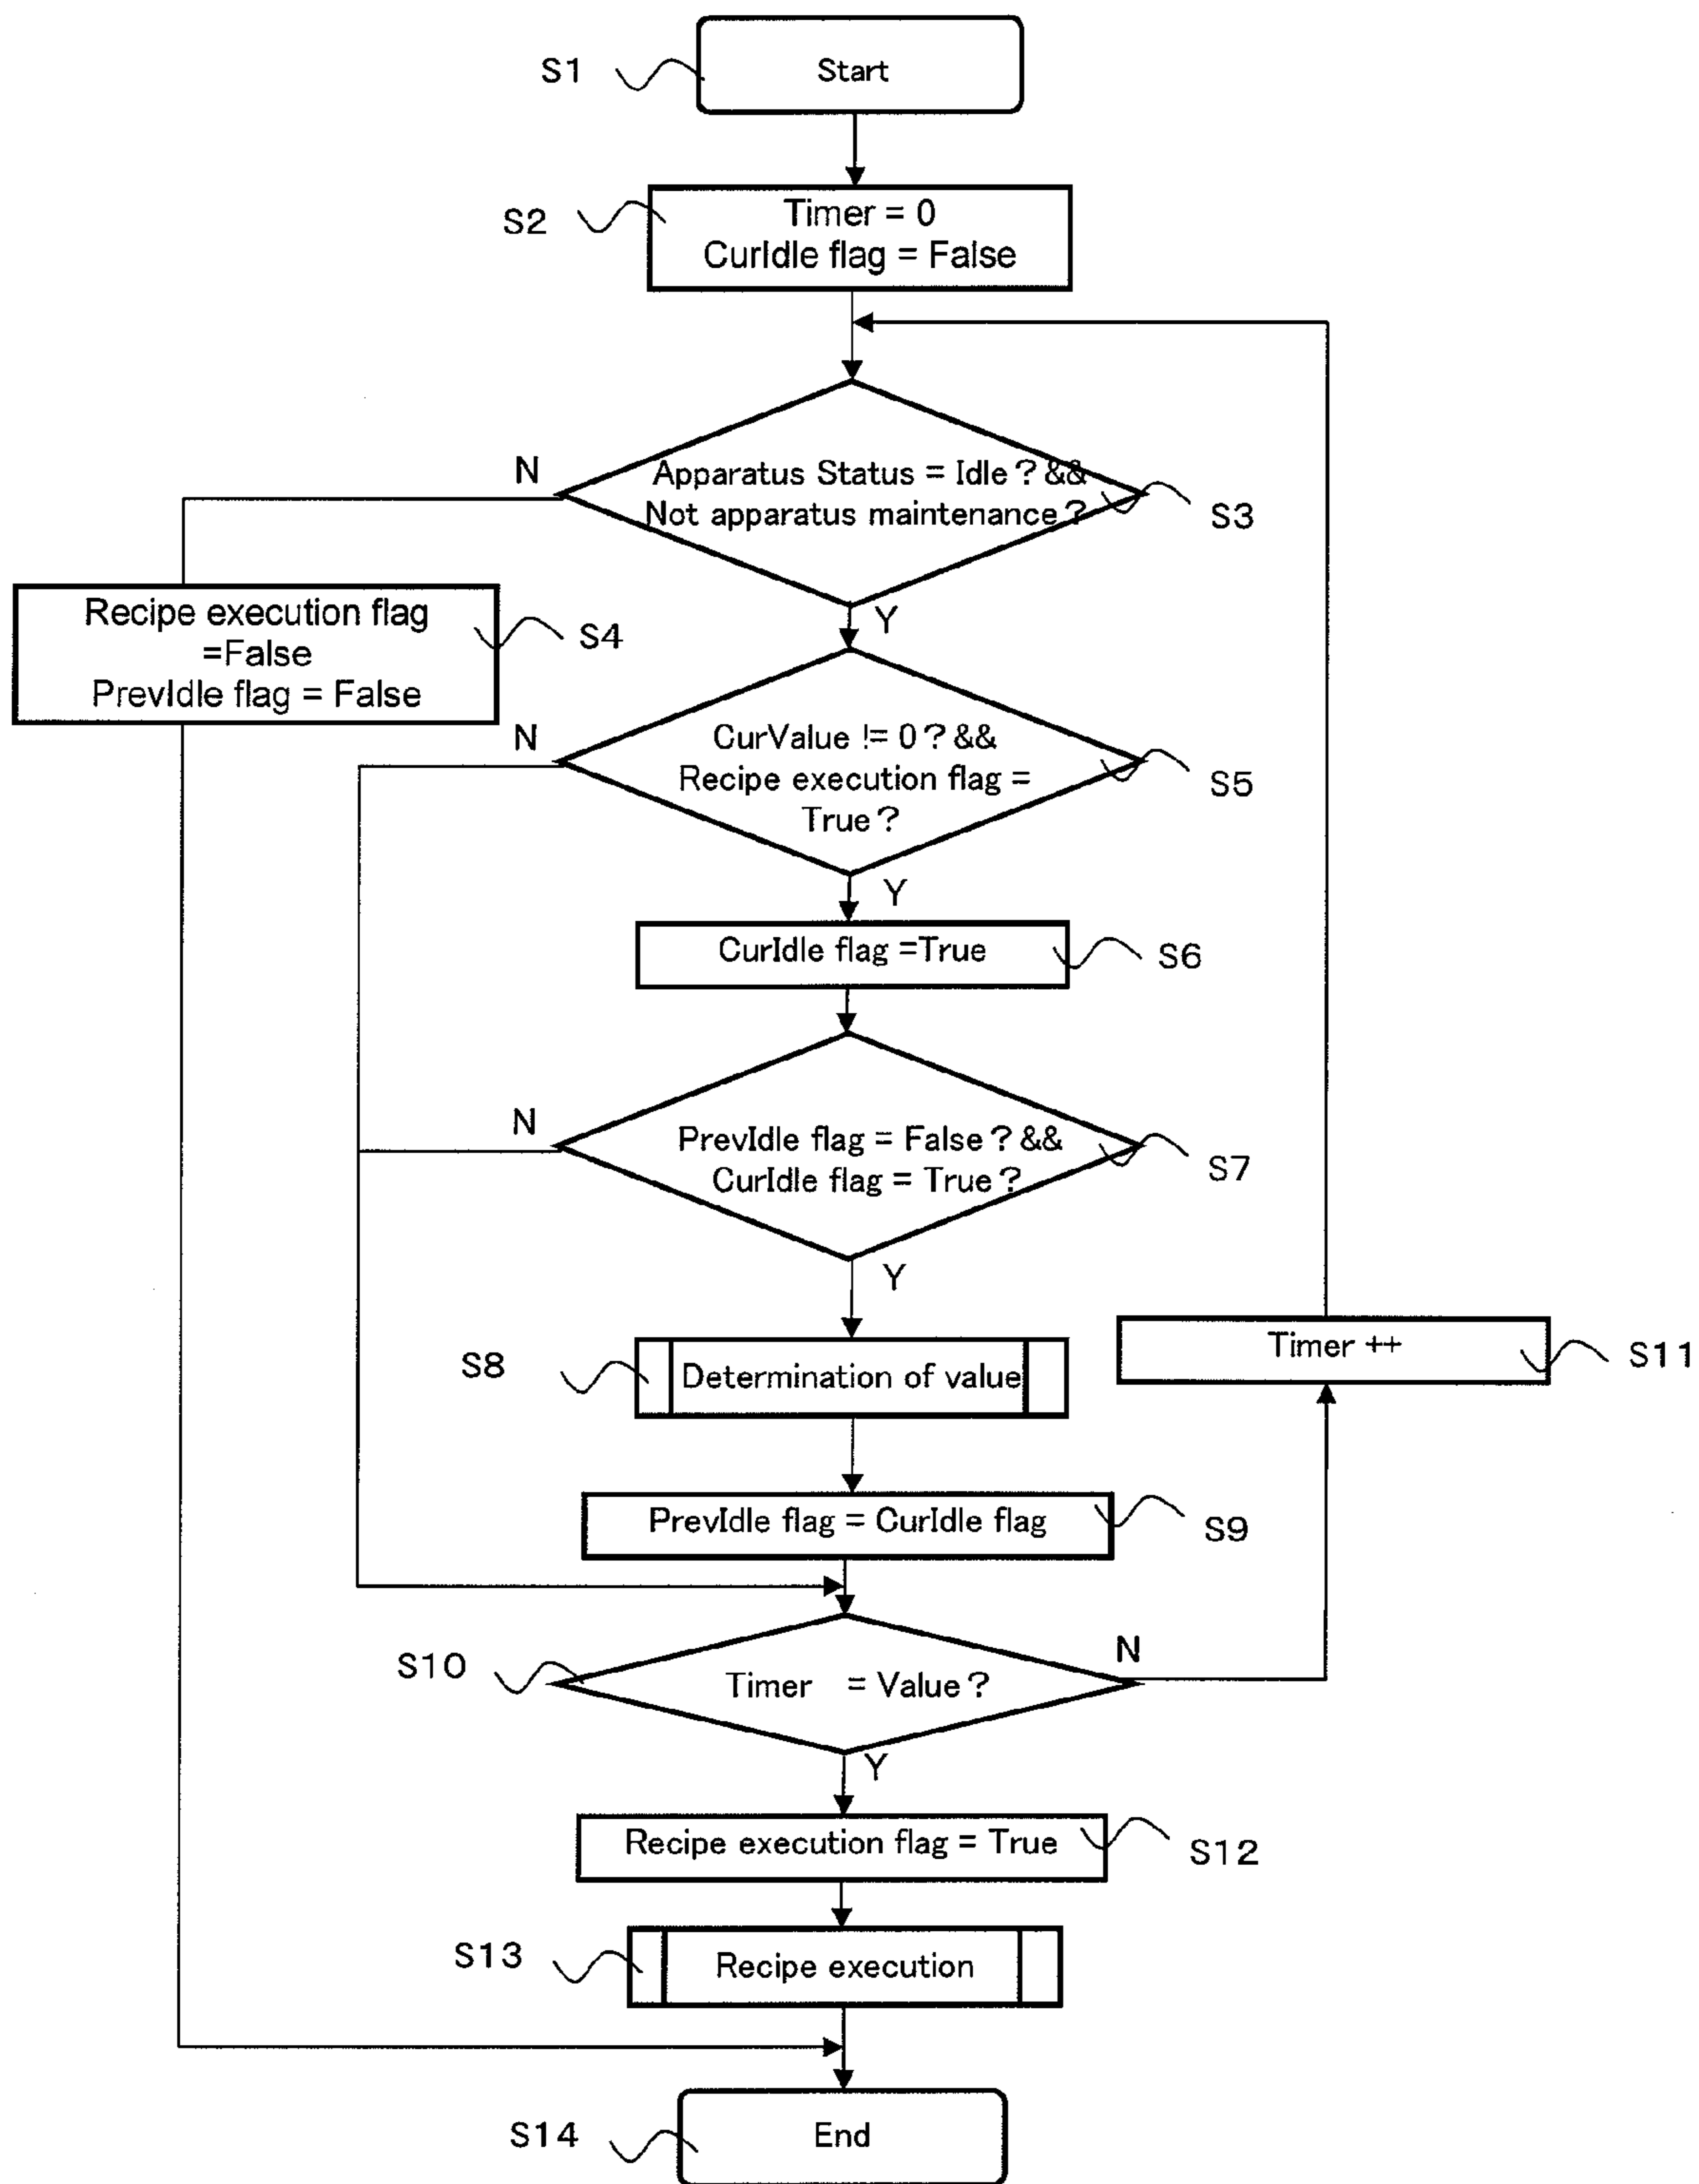 S1
Start
S2
Timer = 0
CurIdle flag = False
N
Apparatus Status = Idle？&&
Not apparatus maintenance？
S3
Y
Recipe execution flag
=False
PrevIdle flag = False
S4
N
CurValue != 0？&&
Recipe execution flag =
True？
S5
Y
CurIdle flag =True
S6
N
PrevIdle flag = False？&&
CurIdle flag = True？
S7
Y
Timer ++
S11
S8
Determination of value
PrevIdle flag = CurIdle flag
S9
S10
Timer = Value？
N
Y
Recipe execution flag = True
S12
S13
Recipe execution
S14
End